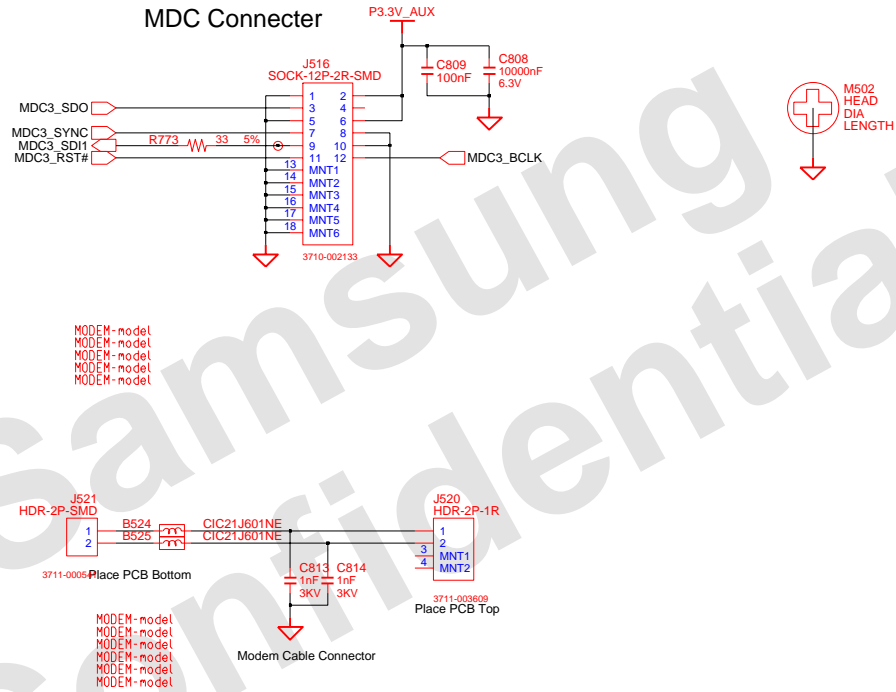 MDC Connecter
P3.3V_AUX
J516
SOCK-12P-2R-SMD
C809
100nF
C808
10000nF
6.3V
M502
HEAD
DIA
LENGTH
MDC3_SDO
MDC3_SYNC
MDC3_SDI1
MDC3_RST#
R773 33 5%
1 2
3 4
5 6
7 8
9 10
11 12
13 MNT1
14 MNT2
15 MNT3
16 MNT4
17 MNT5
18 MNT6
MDC3_BCLK
3710-002133
MODEM-model
MODEM-model
MODEM-model
MODEM-model
MODEM-model
Samsung
Confidential
J521
HDR-2P-SMD
1
2
B524 CIC21J601NE
B525 CIC21J601NE
J520
HDR-2P-1R
1
2
3 MNT1
4 MNT2
Place PCB Bottom
C813
1nF
3KV
C814
1nF
3KV
3711-003609
Place PCB Top
MODEM-model
MODEM-model
MODEM-model
MODEM-model
MODEM-model
MODEM-model
Modem Cable Connector